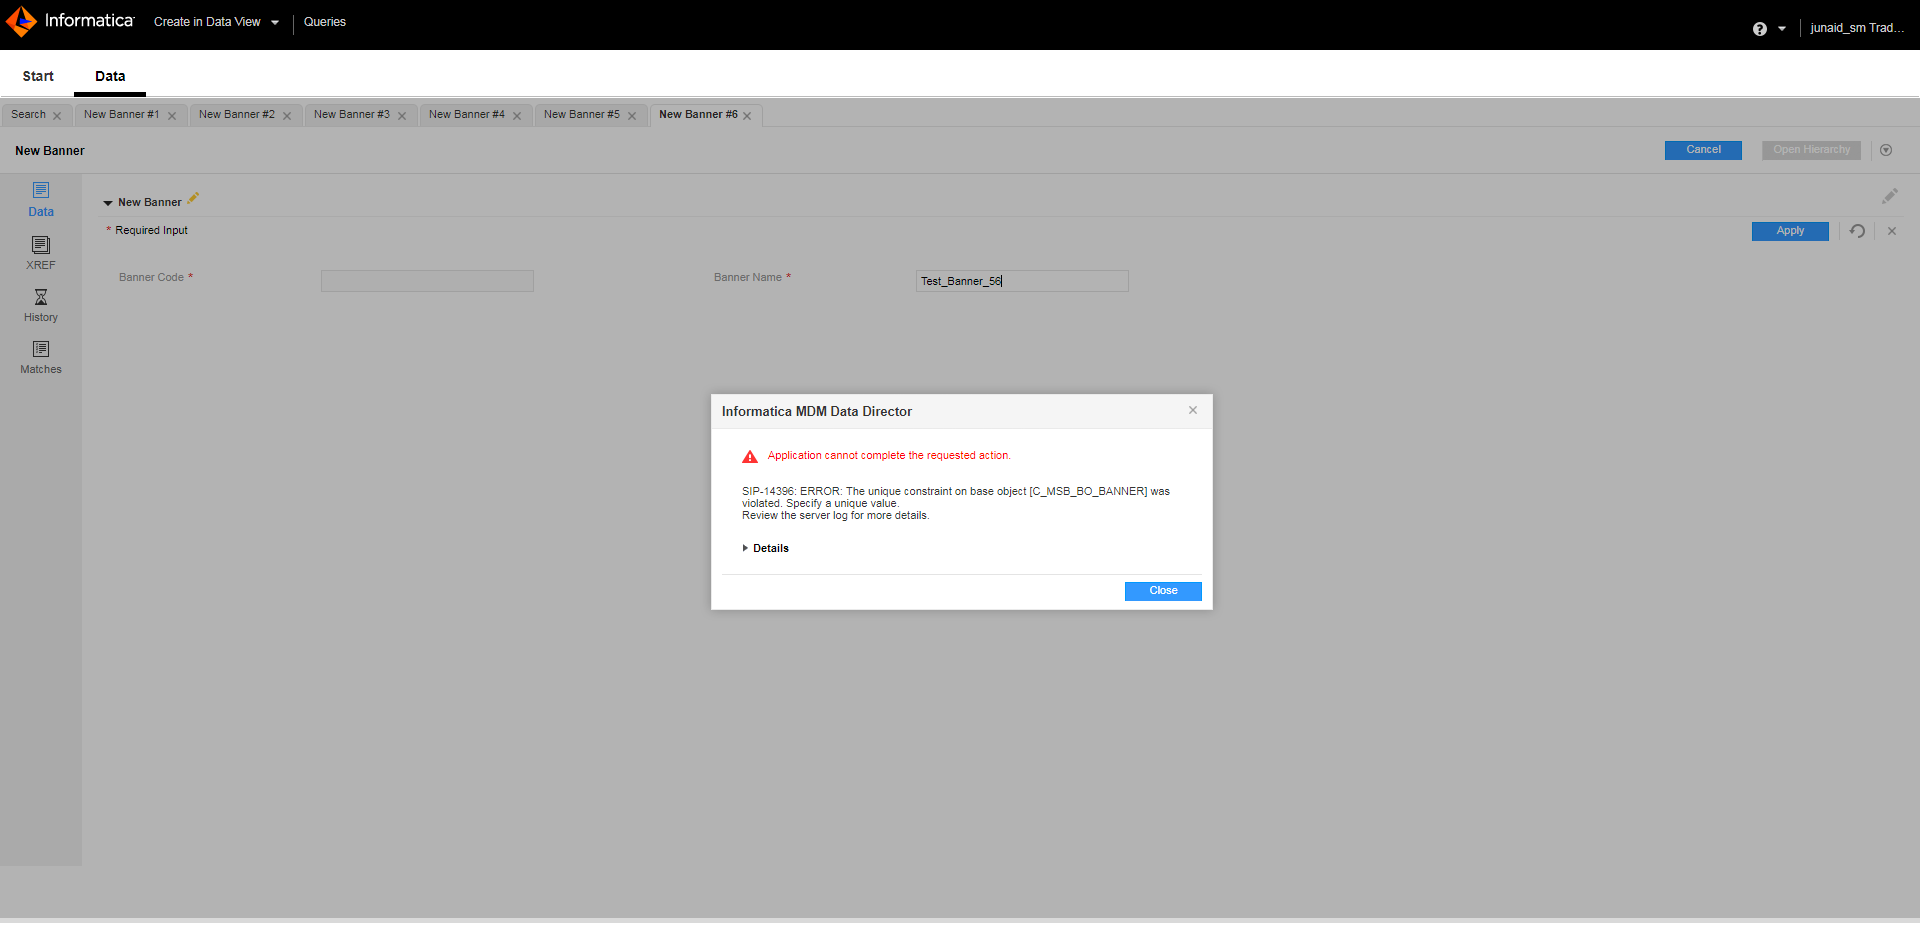 Informatica Create in Data View Queries junaid_sm Trad...
Start Data
Search New Banner #1 New Banner #2 New Banner #3 New Banner #4 New Banner #5 New Banner #6
New Banner Cancel Open Hierarchy
Data
New Banner
* Required Input Apply
XREF
Banner Code * Banner Name * Test_Banner_56
History
Matches
Informatica MDM Data Director
Application cannot complete the requested action.
SIP-14396: ERROR: The unique constraint on base object [C_MSB_BO_BANNER] was
violated. Specify a unique value.
Review the server log for more details.
Details
Close